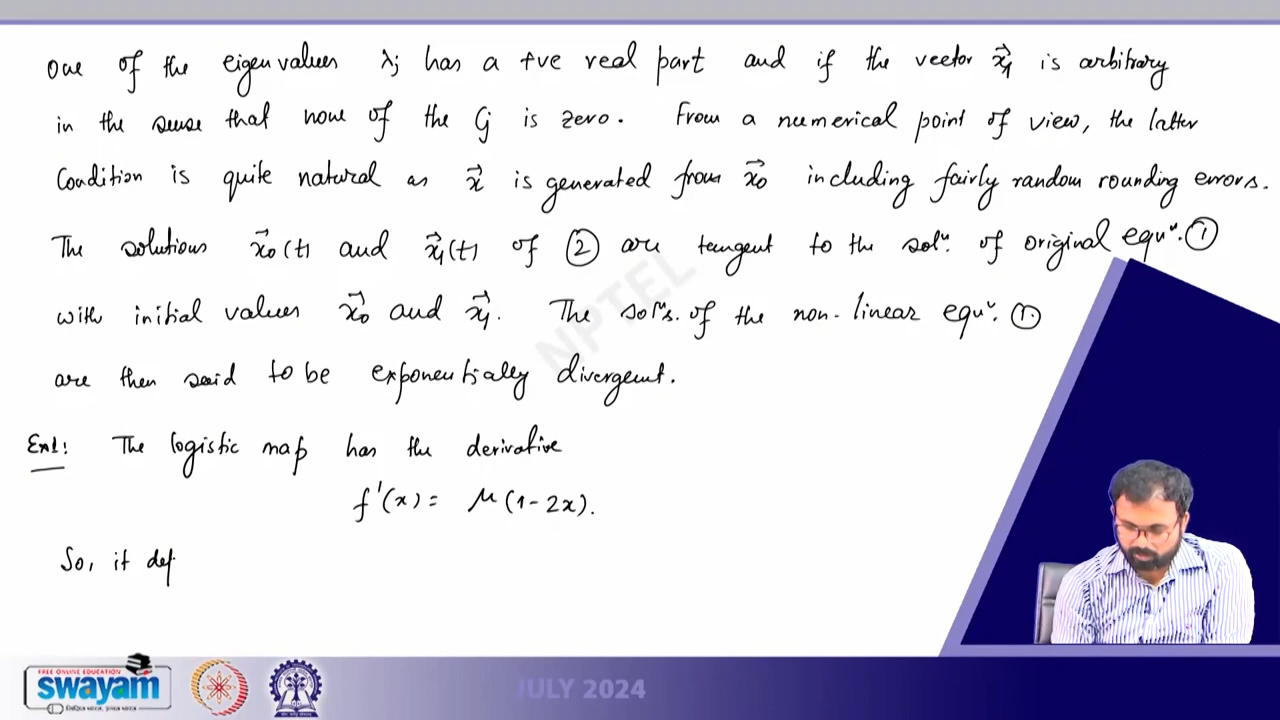 One of the eigenvalues λj has a +ve real part and if the vector x⃗1 is arbitrary
in the sense that none of the Cj is zero. From a numerical point of view, the latter
Condition is quite natural as x⃗ is generated from x⃗0 including fairly random rounding errors.
The solutions x⃗0(t) and x⃗1(t) of ② are tangent to the solⁿ. of original equⁿ. ①
with initial values x⃗0 and x⃗1. The solⁿs. of the non-linear equⁿ. ①
are then said to be exponentially divergent.
Ex1: The logistic map has the derivative
f'(x) = μ(1-2x).
So, it def
NPTEL
FREE ONLINE EDUCATION
swayam
JULY 2024